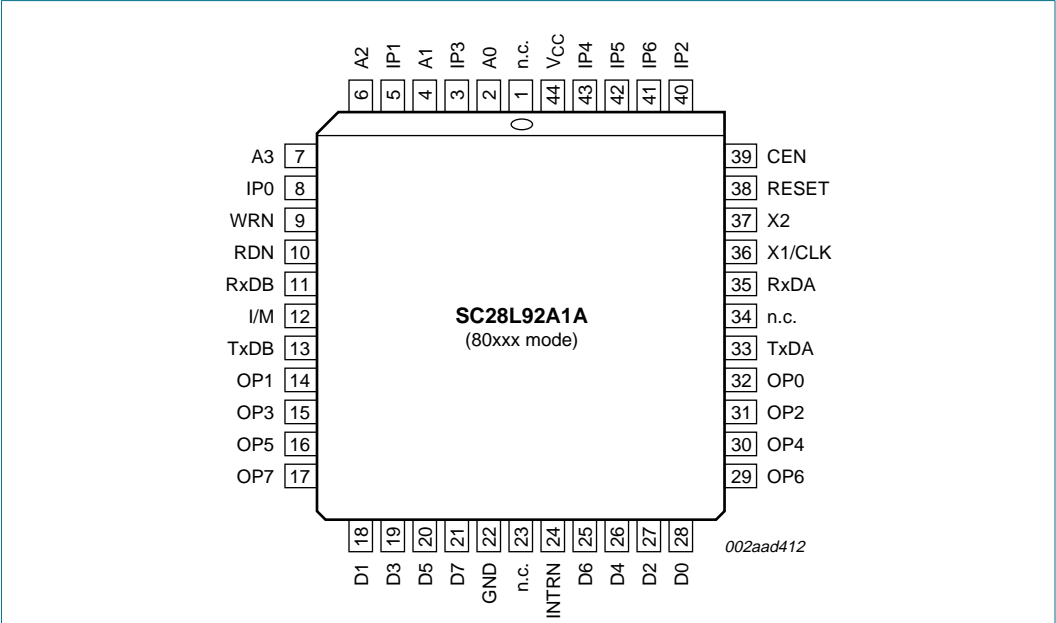 A2 IP1 A1 IP3 A0 n.c. VCC IP4 IP5 IP6 IP2
6 5 4 3 2 1 44 43 42 41 40
A3 7
IP0 8
WRN 9
RDN 10
RxDB 11
I/M 12
TxDB 13
OP1 14
OP3 15
OP5 16
OP7 17
SC28L92A1A
(80xxx mode)
39 CEN
38 RESET
37 X2
36 X1/CLK
35 RxDA
34 n.c.
33 TxDA
32 OP0
31 OP2
30 OP4
29 OP6
18 19 20 21 22 23 24 25 26 27 28
D1 D3 D5 D7 GND n.c. INTRN D6 D4 D2 D0
002aad412